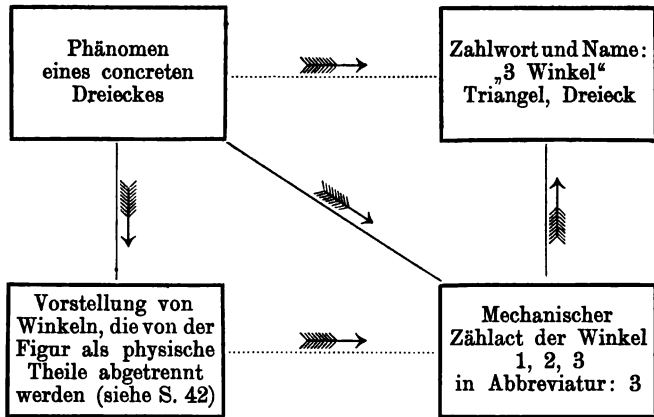 Phänomen
eines concreten
Dreieckes
Zahlwort und Name:
„3 Winkel“
Triangel, Dreieck
Vorstellung von
Winkeln, die von der
Figur als physische
Theile abgetrennt
werden (siehe S. 42)
Mechanischer
Zählact der Winkel
1, 2, 3
in Abbreviatur: 3